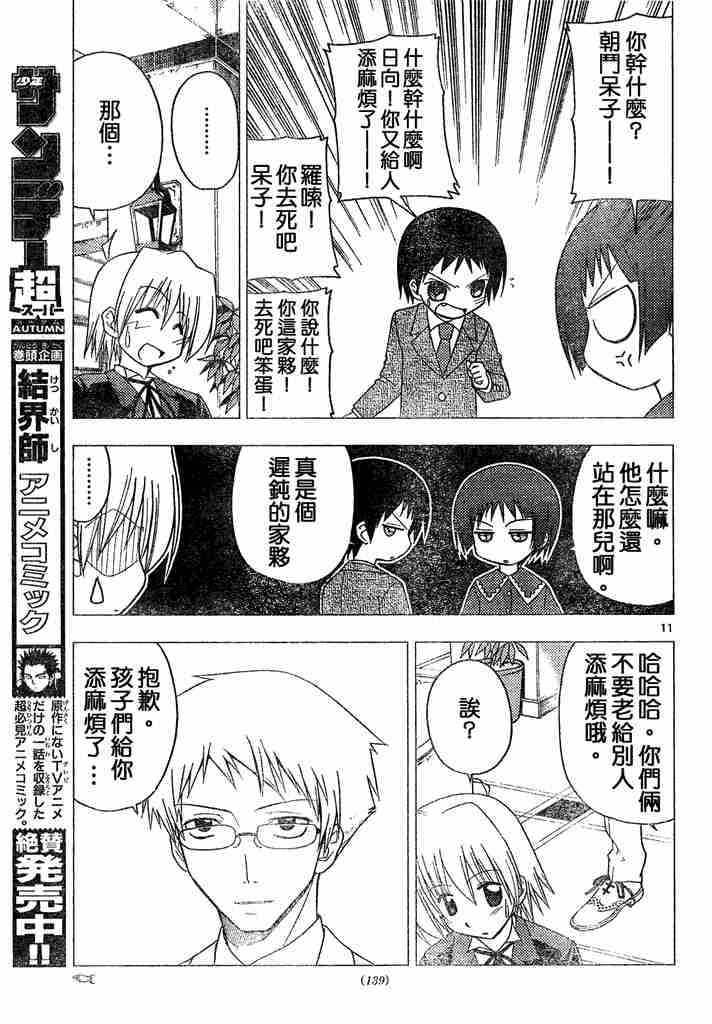 你幹什麼？
朝鬥呆子！——
什麼幹什麼啊
日向！你又給人
添麻煩了！——
羅嗦！
你去死吧
呆子！
你說什麼！
你這家夥！
去死吧笨蛋！
………
那個…
什麼嘛。
他怎麼還
站在那兒啊。
真是個
遲鈍的家夥
………
11
哈哈哈。你們倆
不要老給別人
添麻煩哦。
誒？
抱歉。
孩子們給你
添麻煩了…
(139)
少年
サンデー
超
スーパー
AUTUMN
巻頭企画
結界師
けっかいし
アニメコミック
原作にないTVアニメ
だけの一話を収録した
超必見アニメコミック。
絶賛
発売中!!